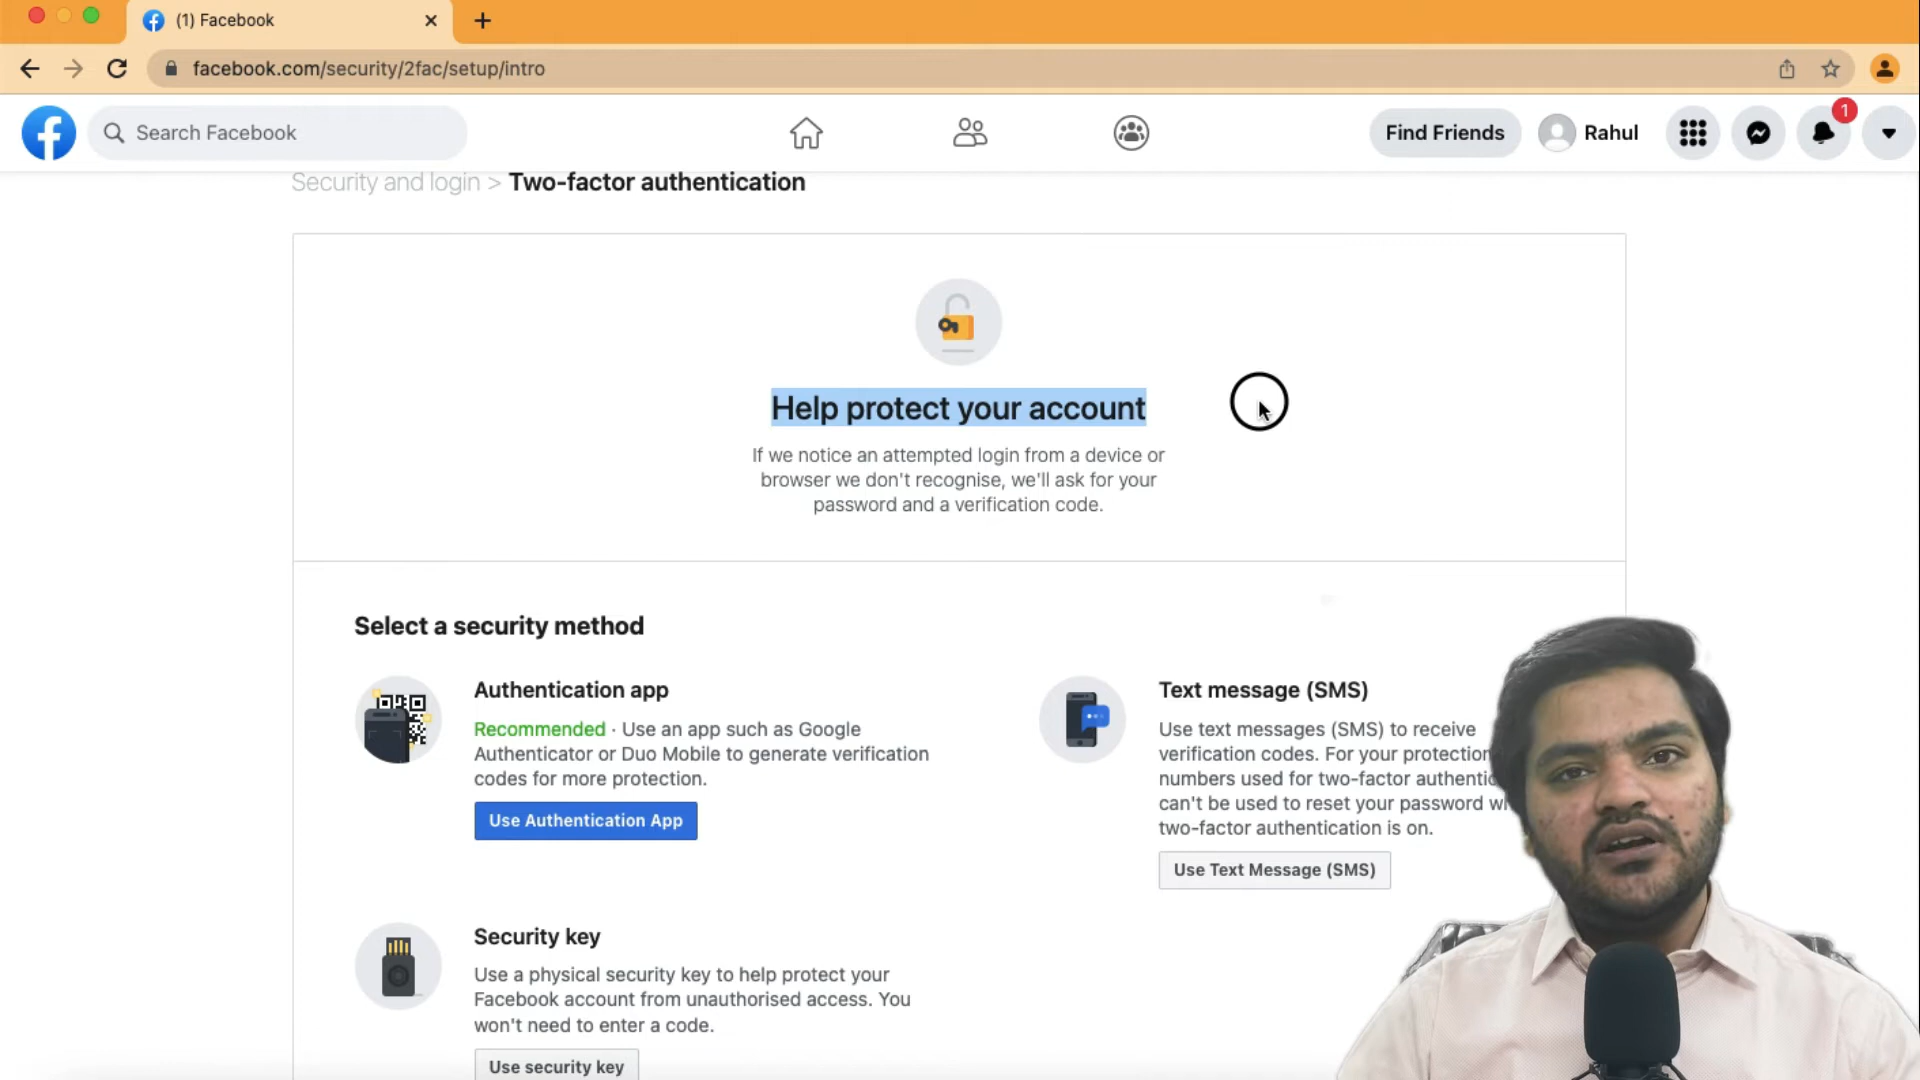 (1) Facebook
facebook.com/security/2fac/setup/intro
Search Facebook
Find Friends
Rahul
1
Security and login > Two-factor authentication
Help protect your account
If we notice an attempted login from a device or
browser we don't recognise, we'll ask for your
password and a verification code.
Select a security method
Authentication app
Recommended · Use an app such as Google
Authenticator or Duo Mobile to generate verification
codes for more protection.
Use Authentication App
Text message (SMS)
Use text messages (SMS) to receive
verification codes. For your protection
numbers used for two-factor
can't be used to reset your password
two-factor authentication is on.
Use Text Message (SMS)
Security key
Use a physical security key to help protect your
Facebook account from unauthorised access. You
won't need to enter a code.
Use security key